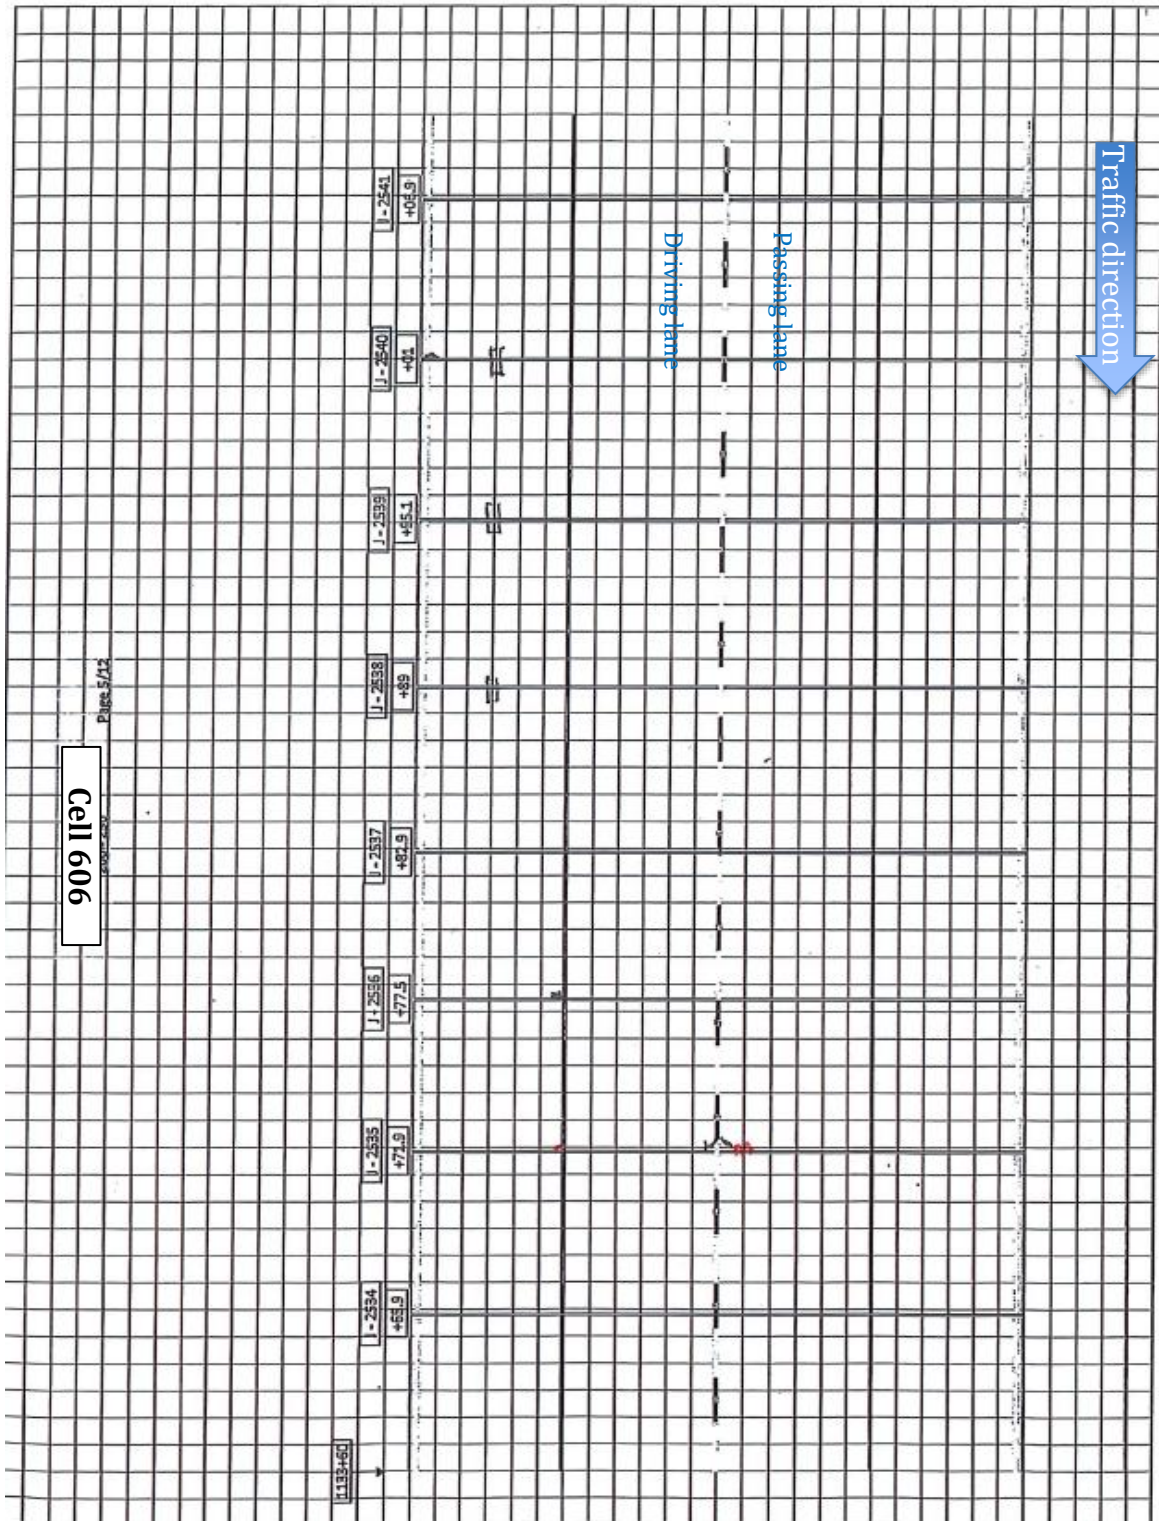 Traffic direction
Passing lane
Driving lane
J - 2541
+06.9
J - 2540
+01
J - 2539
+95.1
J - 2538
+89
J - 2537
+82.9
J - 2536
+77.5
J - 2535
+71.9
J - 2534
+65.9
1133+60
Page 5/12
Cell 606